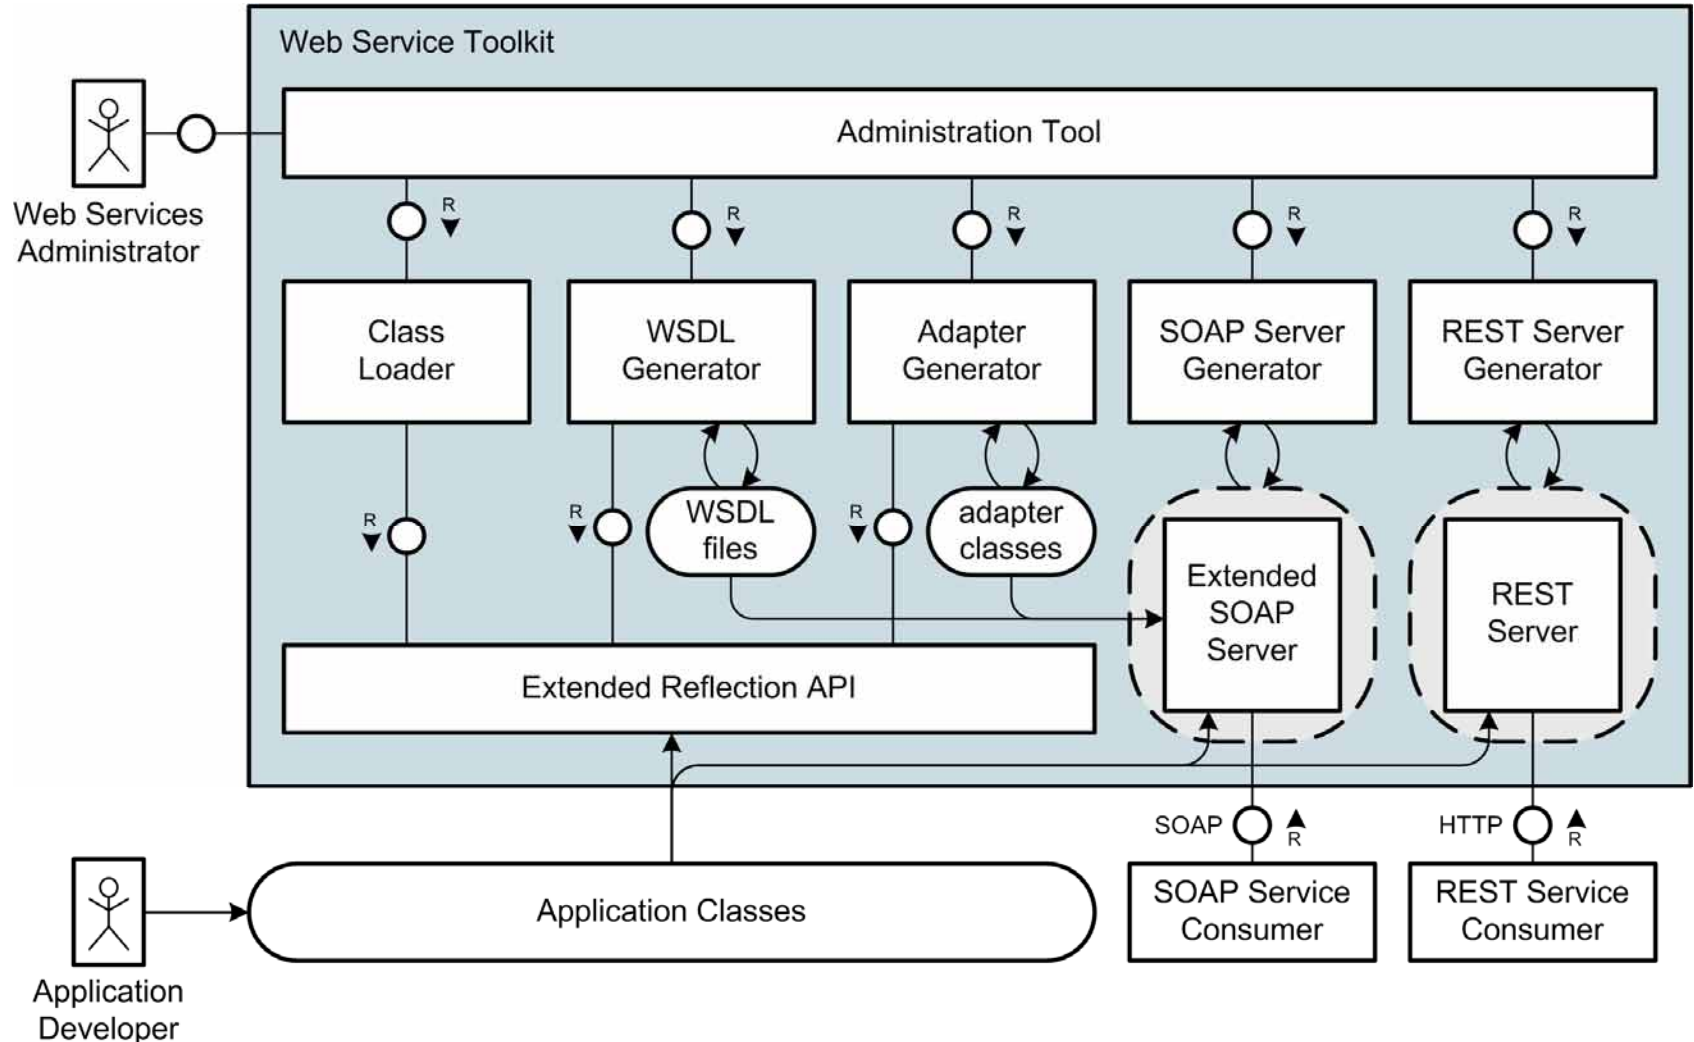 Web Service Toolkit
Administration Tool
Web Services
Administrator
R
R
R
R
R
Class
Loader
WSDL
Generator
Adapter
Generator
SOAP Server
Generator
REST Server
Generator
R
R
WSDL
files
R
adapter
classes
Extended
SOAP
Server
REST
Server
Extended Reflection API
SOAP
R
HTTP
R
Application Classes
SOAP Service
Consumer
REST Service
Consumer
Application
Developer